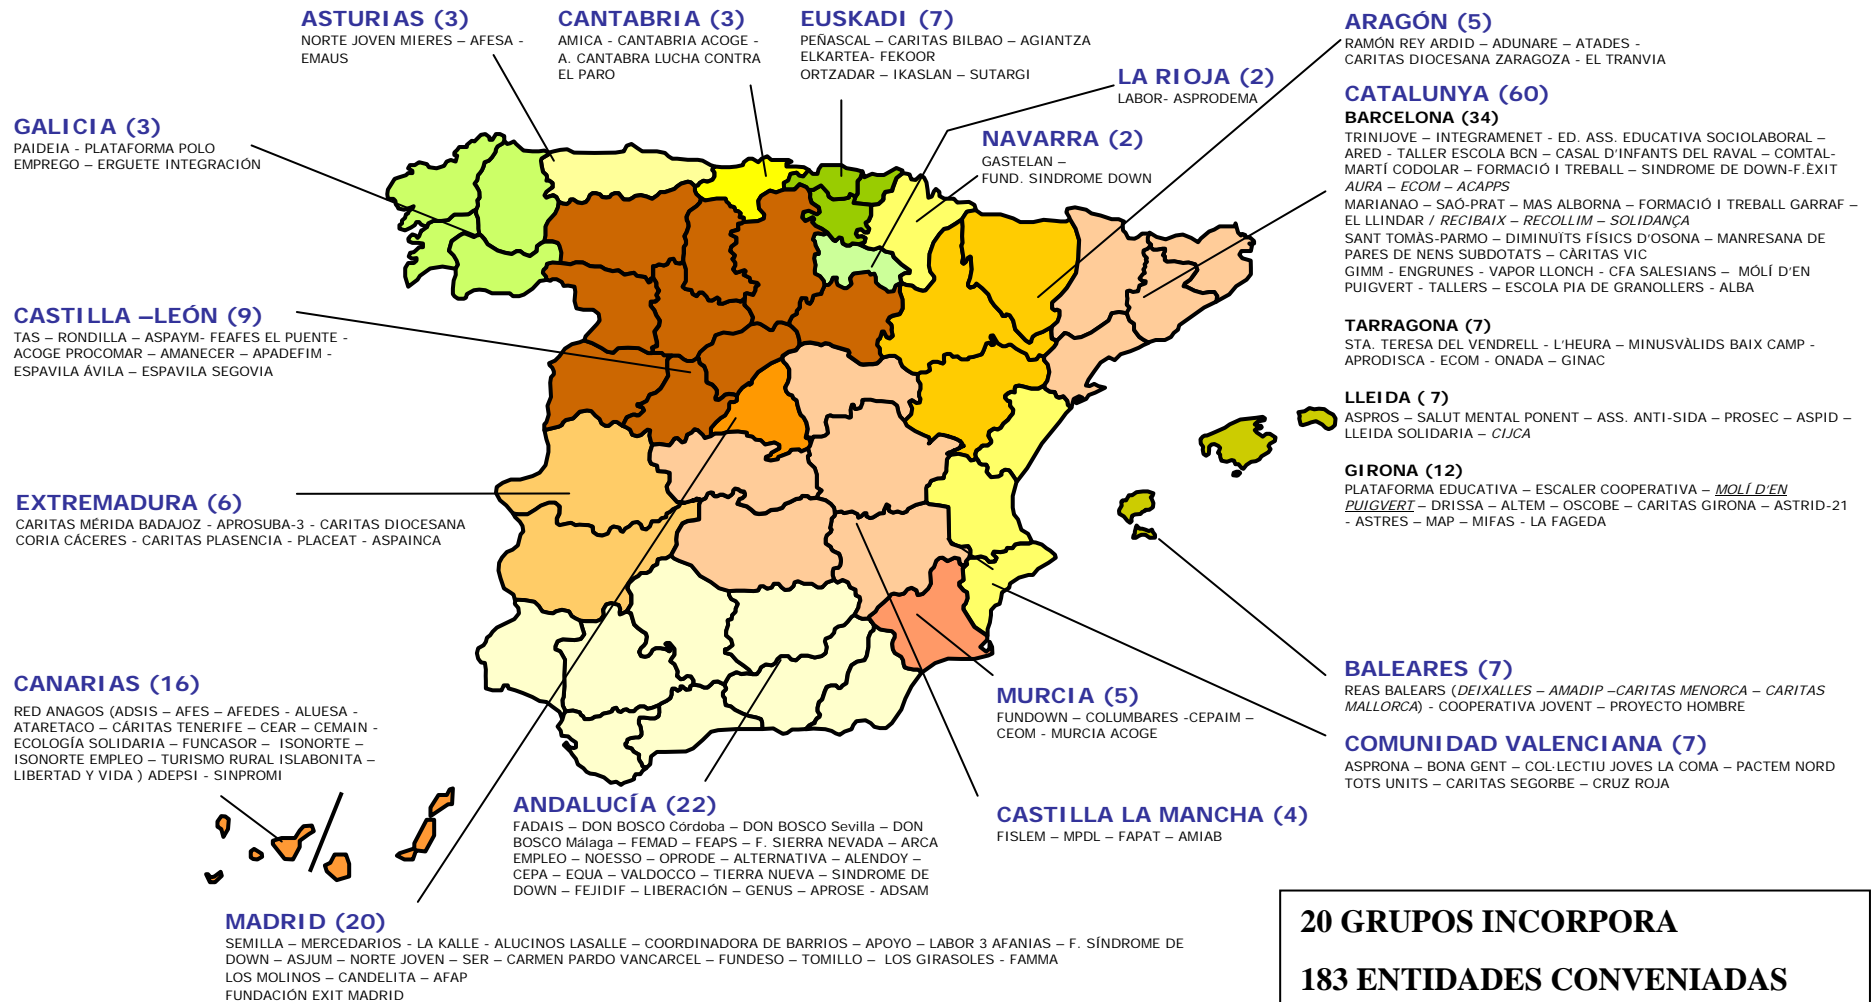 ASTURIAS (3)
NORTE JOVEN MIERES – AFESA -
EMAUS
CANTABRIA (3)
AMICA - CANTABRIA ACOGE -
A. CANTABRA LUCHA CONTRA
EL PARO
EUSKADI (7)
PEÑASCAL – CARITAS BILBAO – AGIANTZA
ELKARTEA- FEKOOR
ORTZADAR – IKASLAN – SUTARGI
LA RIOJA (2)
LABOR- ASPRODEMA
NAVARRA (2)
GASTELAN –
FUND. SINDROME DOWN
ARAGÓN (5)
RAMÓN REY ARDID – ADUNARE – ATADES -
CARITAS DIOCESANA ZARAGOZA - EL TRANVIA
CATALUNYA (60)
BARCELONA (34)
TRINIJOVE – INTEGRAMENET - ED. ASS. EDUCATIVA SOCIOLABORAL –
ARED - TALLER ESCOLA BCN – CASAL D'INFANTS DEL RAVAL – COMTAL-
MARTÍ CODOLAR – FORMACIÓ I TREBALL – SINDROME DE DOWN-F.ÈXIT
AURA – ECOM – ACAPPS
MARIANAO – SAÓ-PRAT – MAS ALBORNA – FORMACIÓ I TREBALL GARRAF –
EL LLINDAR / RECIBAIX – RECOLLIM – SOLIDANÇA
SANT TOMÀS-PARMO – DIMINUÏTS FÍSICS D'OSONA – MANRESANA DE
PARES DE NENS SUBDOTATS – CÀRITAS VIC
GIMM - ENGRUNES - VAPOR LLONCH - CFA SALESIANS – MÓLÍ D'EN
PUIGVERT - TALLERS – ESCOLA PIA DE GRANOLLERS - ALBA
TARRAGONA (7)
STA. TERESA DEL VENDRELL - L'HEURA – MINUSVÀLIDS BAIX CAMP -
APRODISCA - ECOM - ONADA – GINAC
LLEIDA ( 7)
ASPROS – SALUT MENTAL PONENT – ASS. ANTI-SIDA – PROSEC – ASPID –
LLEIDA SOLIDARIA – CIJCA
GIRONA (12)
PLATAFORMA EDUCATIVA – ESCALER COOPERATIVA – MOLÍ D'EN
PUIGVERT – DRISSA – ALTEM – OSCOBE – CARITAS GIRONA – ASTRID-21
- ASTRES – MAP – MIFAS - LA FAGEDA
GALICIA (3)
PAIDEIA - PLATAFORMA POLO
EMPREGO – ERGUETE INTEGRACIÓN
CASTILLA –LEÓN (9)
TAS – RONDILLA – ASPAYM- FEAFES EL PUENTE -
ACOGE PROCOMAR – AMANECER – APADEFIM -
ESPAVILA ÁVILA – ESPAVILA SEGOVIA
EXTREMADURA (6)
CARITAS MÉRIDA BADAJOZ - APROSUBA-3 - CARITAS DIOCESANA
CORIA CÁCERES - CARITAS PLASENCIA - PLACEAT - ASPAINCA
CANARIAS (16)
RED ANAGOS (ADSIS – AFES – AFEDES - ALUESA -
ATARETACO – CÁRITAS TENERIFE – CEAR – CEMAIN -
ECOLOGÍA SOLIDARIA – FUNCASOR – ISONORTE –
ISONORTE EMPLEO – TURISMO RURAL ISLABONITA –
LIBERTAD Y VIDA ) ADEPSI - SINPROMI
BALEARES (7)
REAS BALEARS (DEIXALLES – AMADIP –CARITAS MENORCA – CARITAS
MALLORCA) - COOPERATIVA JOVENT – PROYECTO HOMBRE
MURCIA (5)
FUNDOWN – COLUMBARES -CEPAIM –
CEOM - MURCIA ACOGE
COMUNIDAD VALENCIANA (7)
ASPRONA – BONA GENT – COL·LECTIU JOVES LA COMA – PACTEM NORD
TOTS UNITS – CARITAS SEGORBE – CRUZ ROJA
ANDALUCÍA (22)
FADAIS – DON BOSCO Córdoba – DON BOSCO Sevilla – DON
BOSCO Málaga – FEMAD – FEAPS – F. SIERRA NEVADA – ARCA
EMPLEO – NOESSO – OPRODE – ALTERNATIVA – ALENDOY –
CEPA – EQUA – VALDOCCO – TIERRA NUEVA – SINDROME DE
DOWN – FEJIDIF – LIBERACIÓN – GENUS – APROSE - ADSAM
CASTILLA LA MANCHA (4)
FISLEM – MPDL – FAPAT – AMIAB
MADRID (20)
SEMILLA – MERCEDARIOS - LA KALLE - ALUCINOS LASALLE – COORDINADORA DE BARRIOS – APOYO – LABOR 3 AFANIAS – F. SÍNDROME DE
DOWN – ASJUM – NORTE JOVEN – SER – CARMEN PARDO VANCARCEL – FUNDESO – TOMILLO – LOS GIRASOLES - FAMMA
LOS MOLINOS – CANDELITA – AFAP
FUNDACIÓN EXIT MADRID
20 GRUPOS INCORPORA
183 ENTIDADES CONVENIADAS